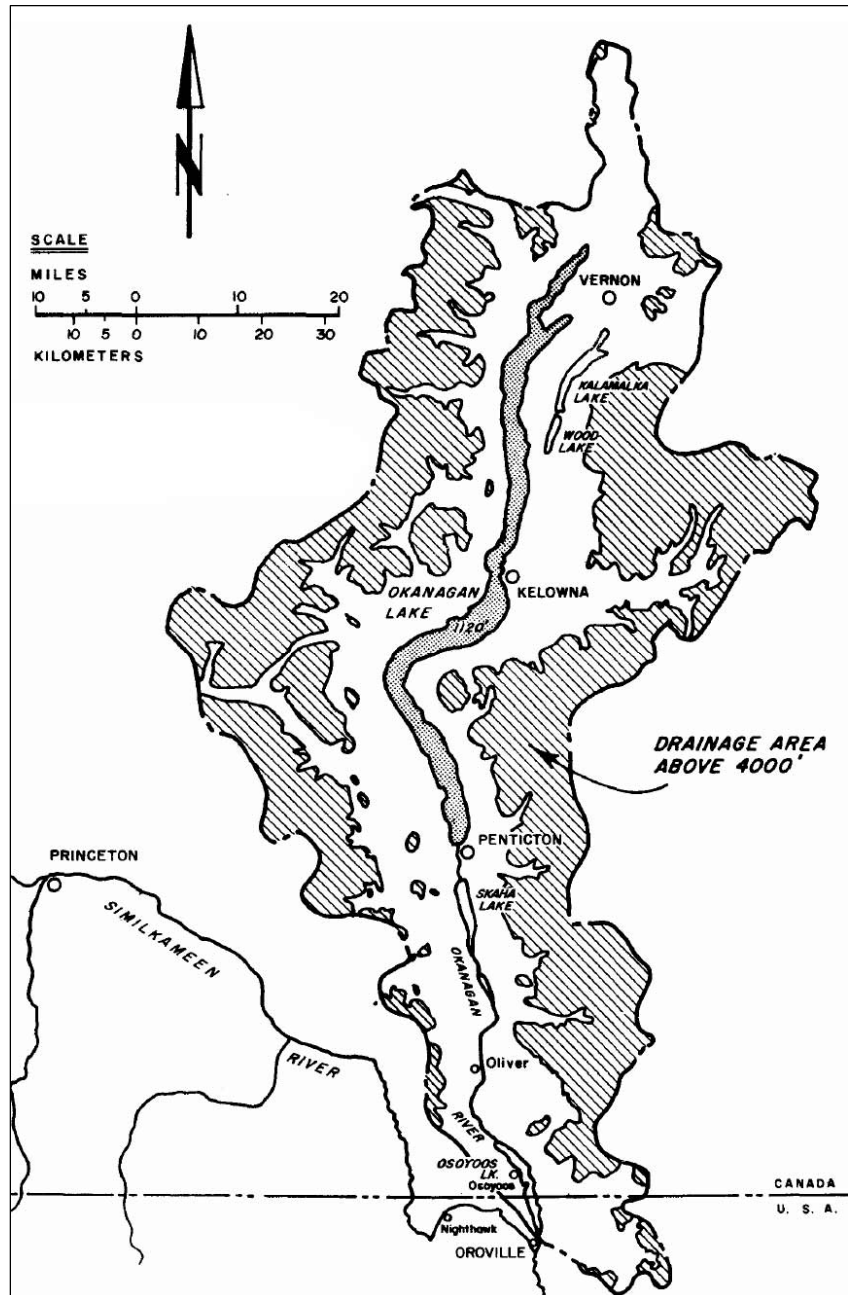 N
SCALE
MILES
10 5 0 10 20
10 5 0 10 20 30
KILOMETERS
VERNON
KALAMALKA
LAKE
WOOD
LAKE
OKANAGAN
LAKE
KELOWNA
1120'
DRAINAGE AREA
ABOVE 4000'
PENTICTON
PRINCETON
SKAHA
LAKE
SIMILKAMEEN
RIVER
OKANAGAN
RIVER
Oliver
OSOYOOS
LK.
Osoyoos
CANADA
U. S. A.
Nighthawk
OROVILLE